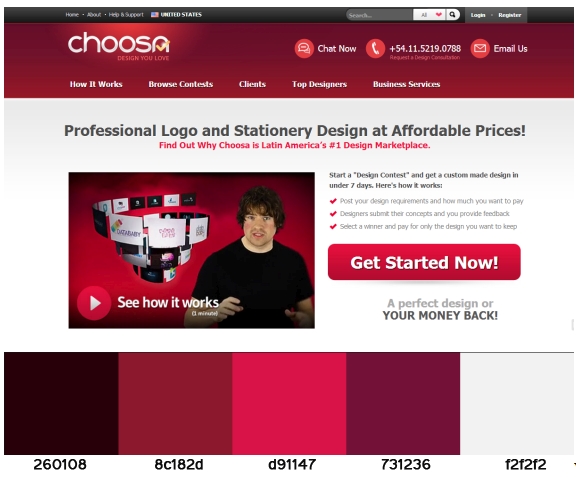 Home • About • Help & Support UNITED STATES Search... All Login • Register
choosa
DESIGN YOU LOVE
Chat Now +54.11.5219.0788 Email Us
Request a Design Consultation
How It Works Browse Contests Clients Top Designers Business Services
Professional Logo and Stationery Design at Affordable Prices!
Find Out Why Choosa is Latin America's #1 Design Marketplace.
Start a "Design Contest" and get a custom made design in
under 7 days. Here's how it works:
Post your design requirements and how much you want to pay
Designers submit their concepts and you provide feedback
Select a winner and pay for only the design you want to keep
DATABABY
See how it works
(1 minute)
Get Started Now!
A perfect design or
YOUR MONEY BACK!
260108 8c182d d91147 731236 f2f2f2